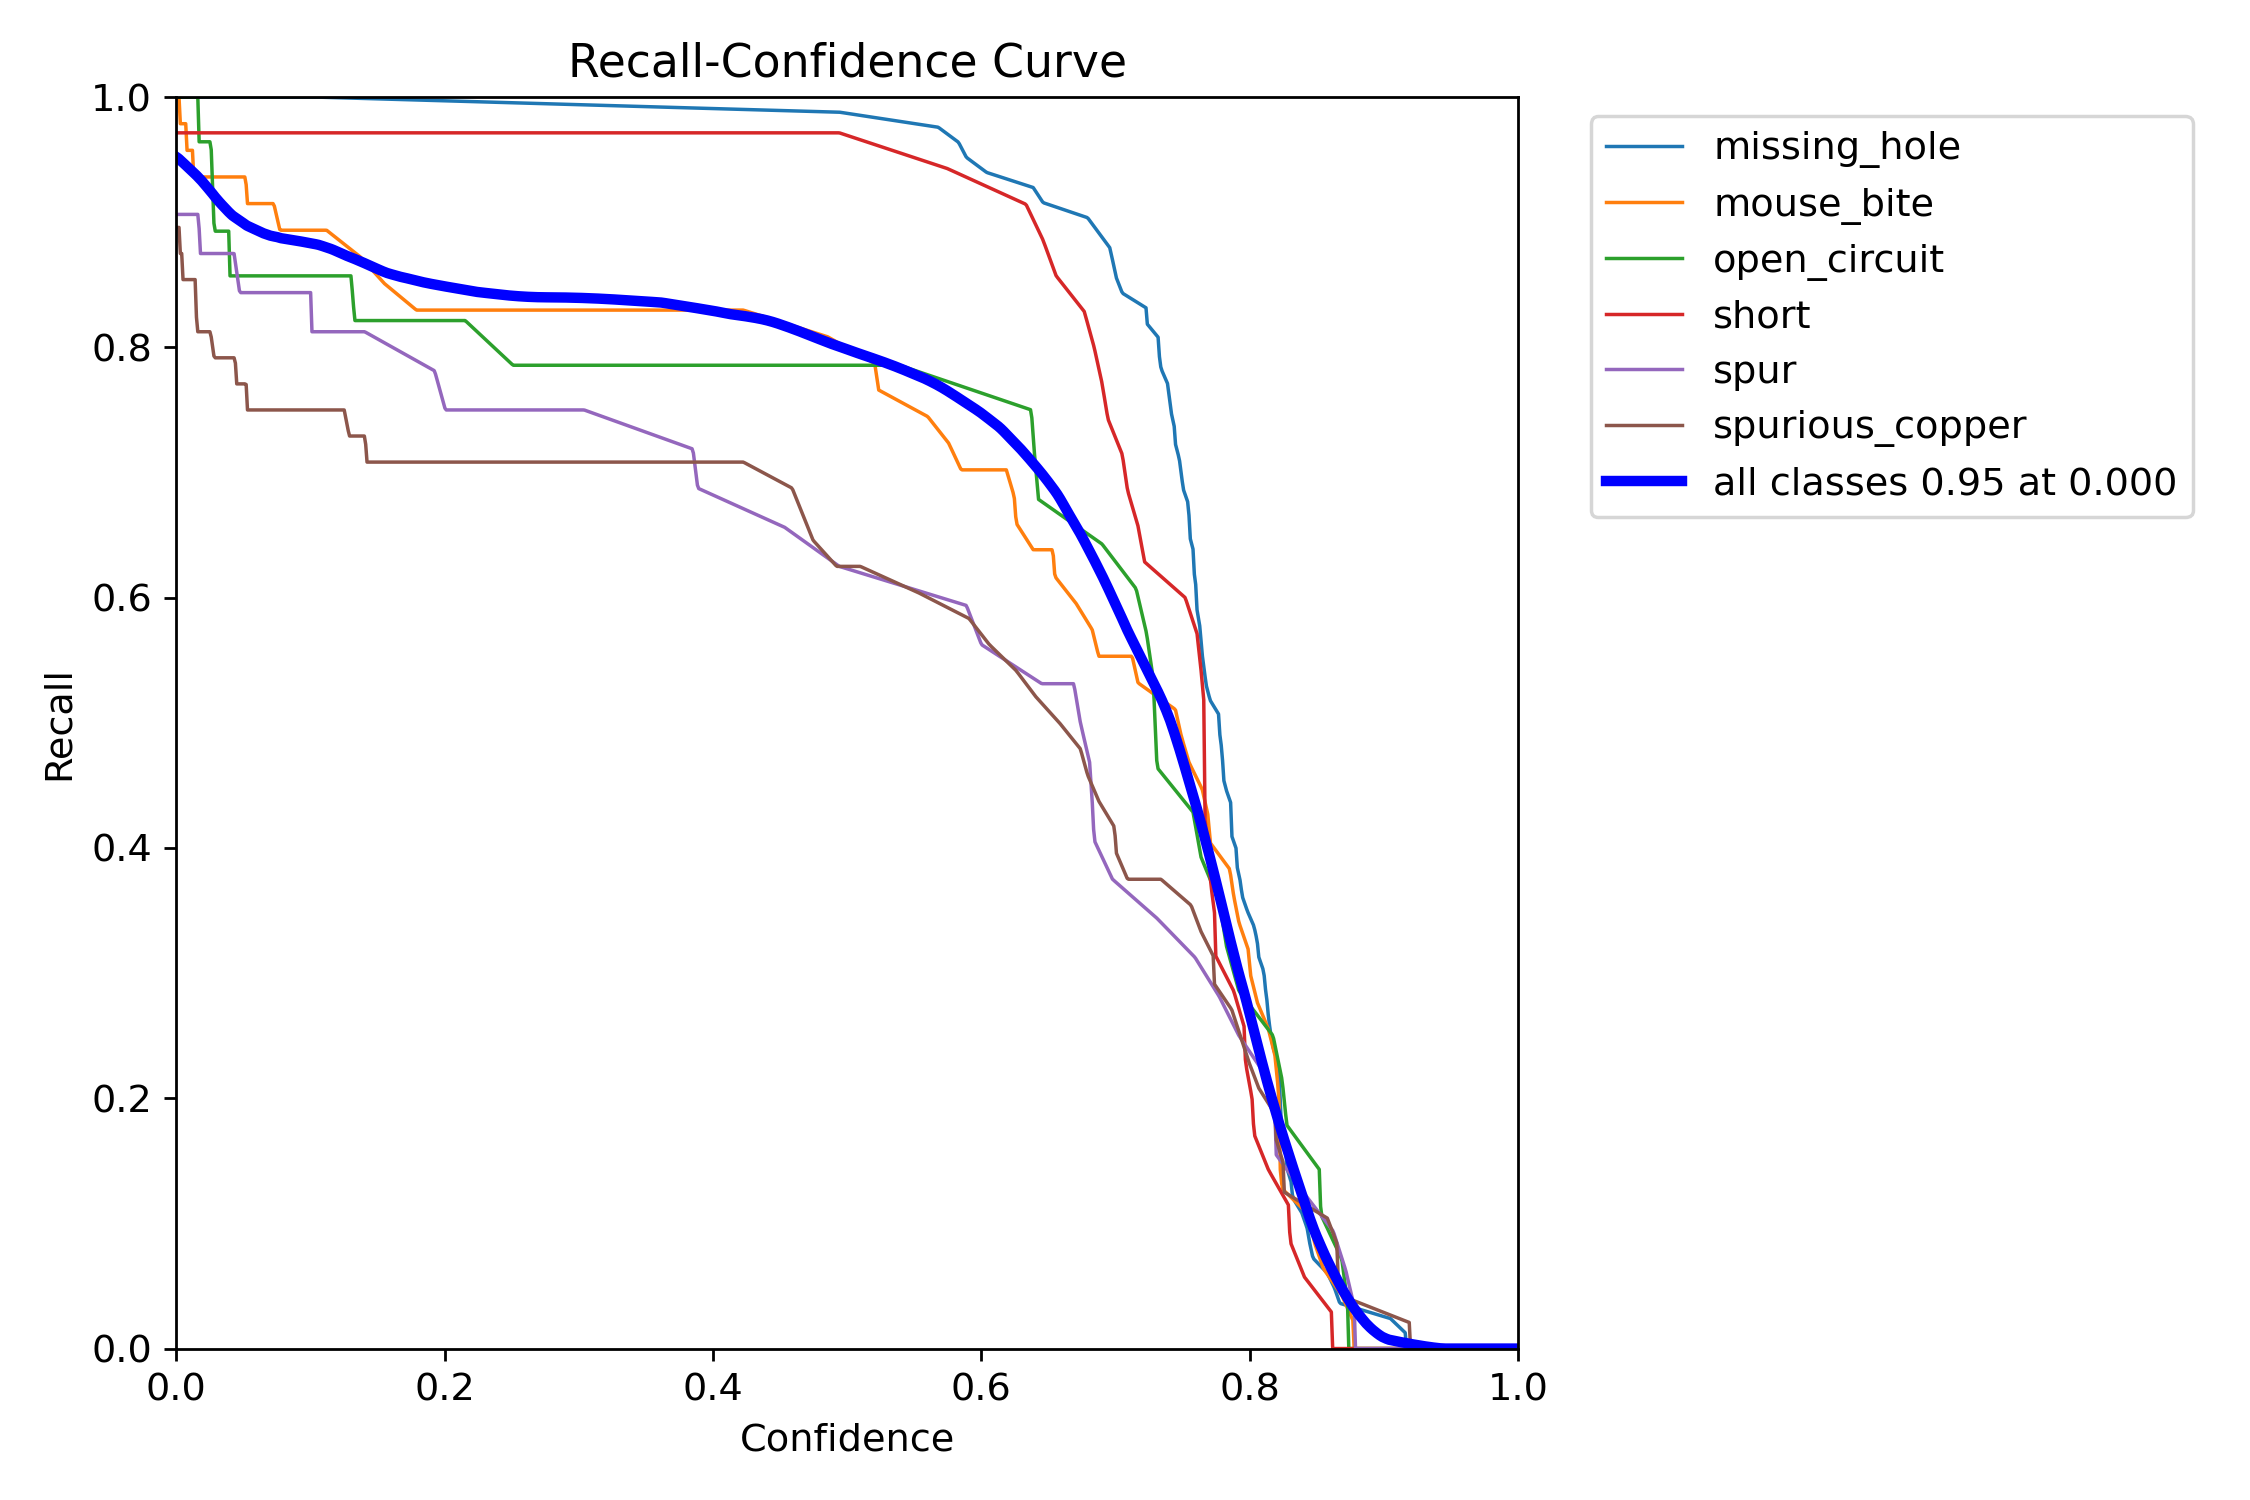 Recall-Confidence Curve
1.0
0.8
0.6
0.4
0.2
0.0
Recall
0.0 0.2 0.4 0.6 0.8 1.0
Confidence
missing_hole
mouse_bite
open_circuit
short
spur
spurious_copper
all classes 0.95 at 0.000